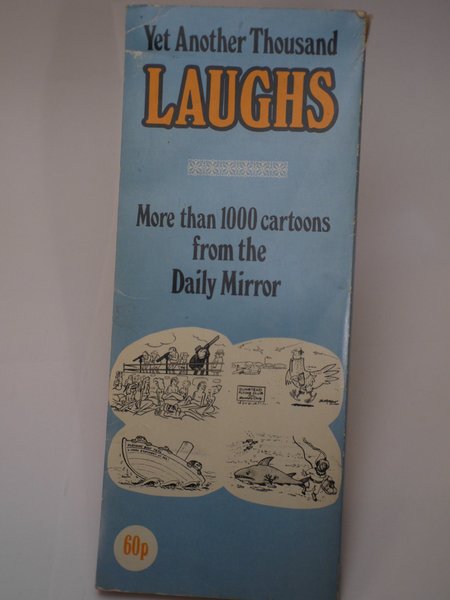 Yet Another Thousand
LAUGHS
More than 1000 cartoons
from the
Daily Mirror
60p